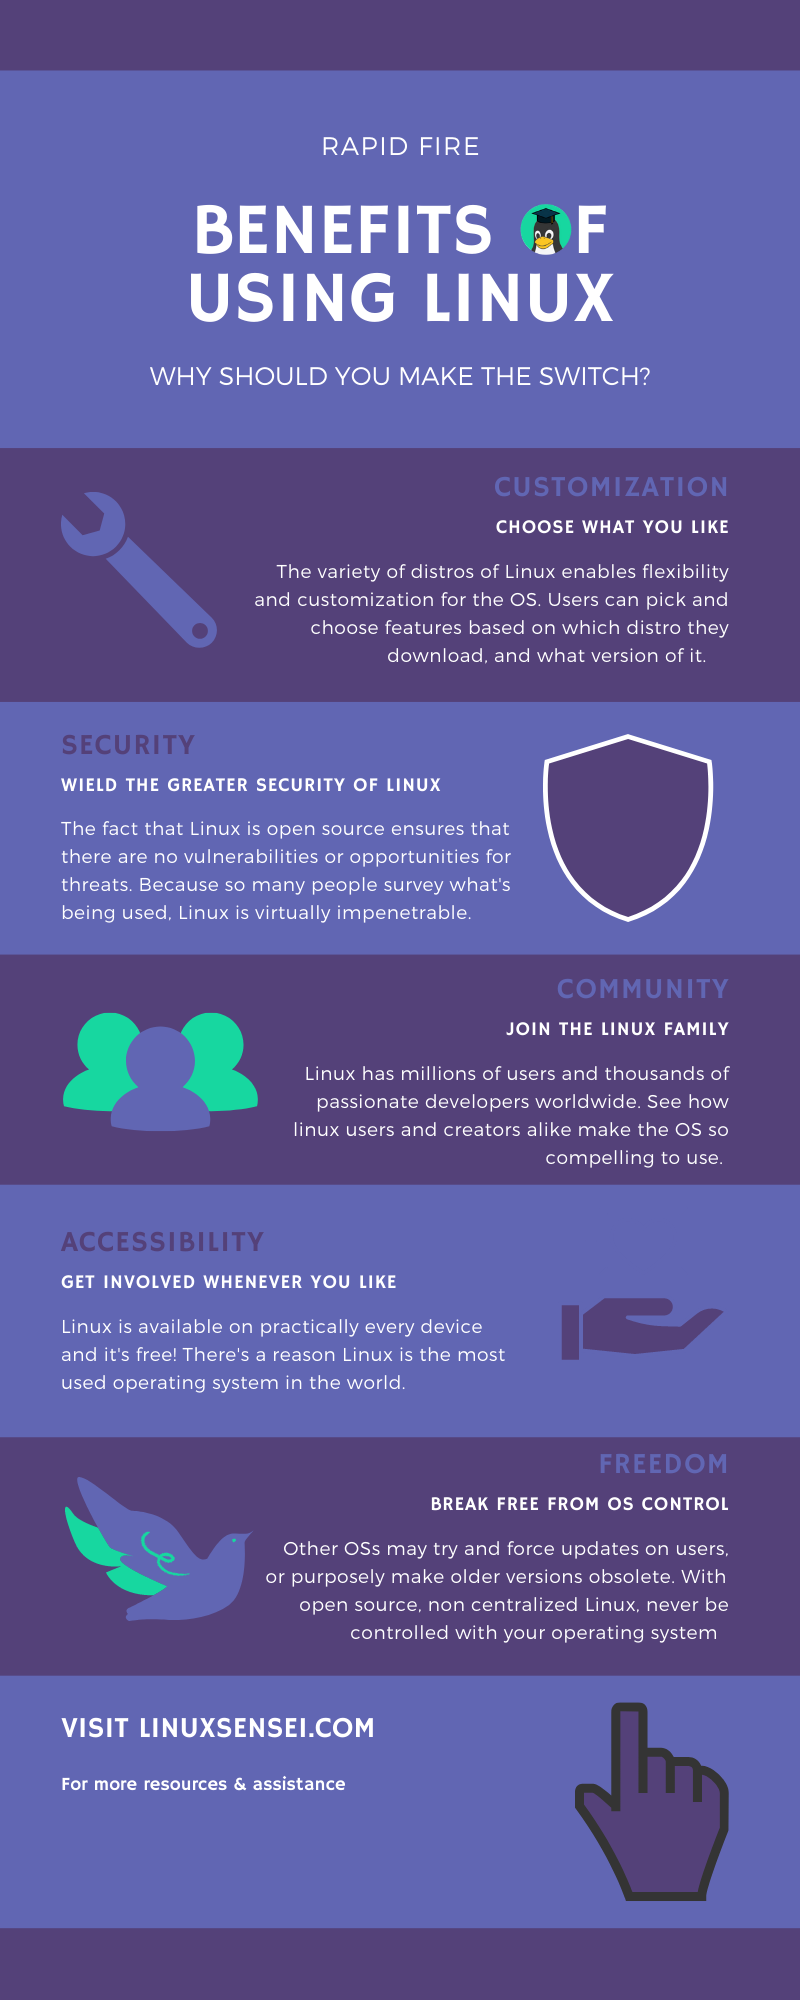 RAPID FIRE
BENEFITS F
USING LINUX
WHY SHOULD YOU MAKE THE SWITCH?
CUSTOMIZATION
CHOOSE WHAT YOU LIKE
The variety of distros of Linux enables flexibility
and customization for the OS. Users can pick and
choose features based on which distro they
download, and what version of it.
SECURITY
WIELD THE GREATER SECURITY OF LINUX
The fact that Linux is open source ensures that
there are no vulnerabilities or opportunities for
threats. Because so many people survey what's
being used, Linux is virtually impenetrable.
COMMUNITY
JOIN THE LINUX FAMILY
Linux has millions of users and thousands of
passionate developers worldwide. See how
linux users and creators alike make the OS so
compelling to use.
ACCESSIBILITY
GET INVOLVED WHENEVER YOU LIKE
Linux is available on practically every device
and it's free! There's a reason Linux is the most
used operating system in the world.
FREEDOM
BREAK FREE FROM OS CONTROL
Other OSs may try and force updates on users,
or purposely make older versions obsolete. With
open source, non centralized Linux, never be
controlled with your operating system
VISIT LINUXSENSEI.COM
For more resources & assistance